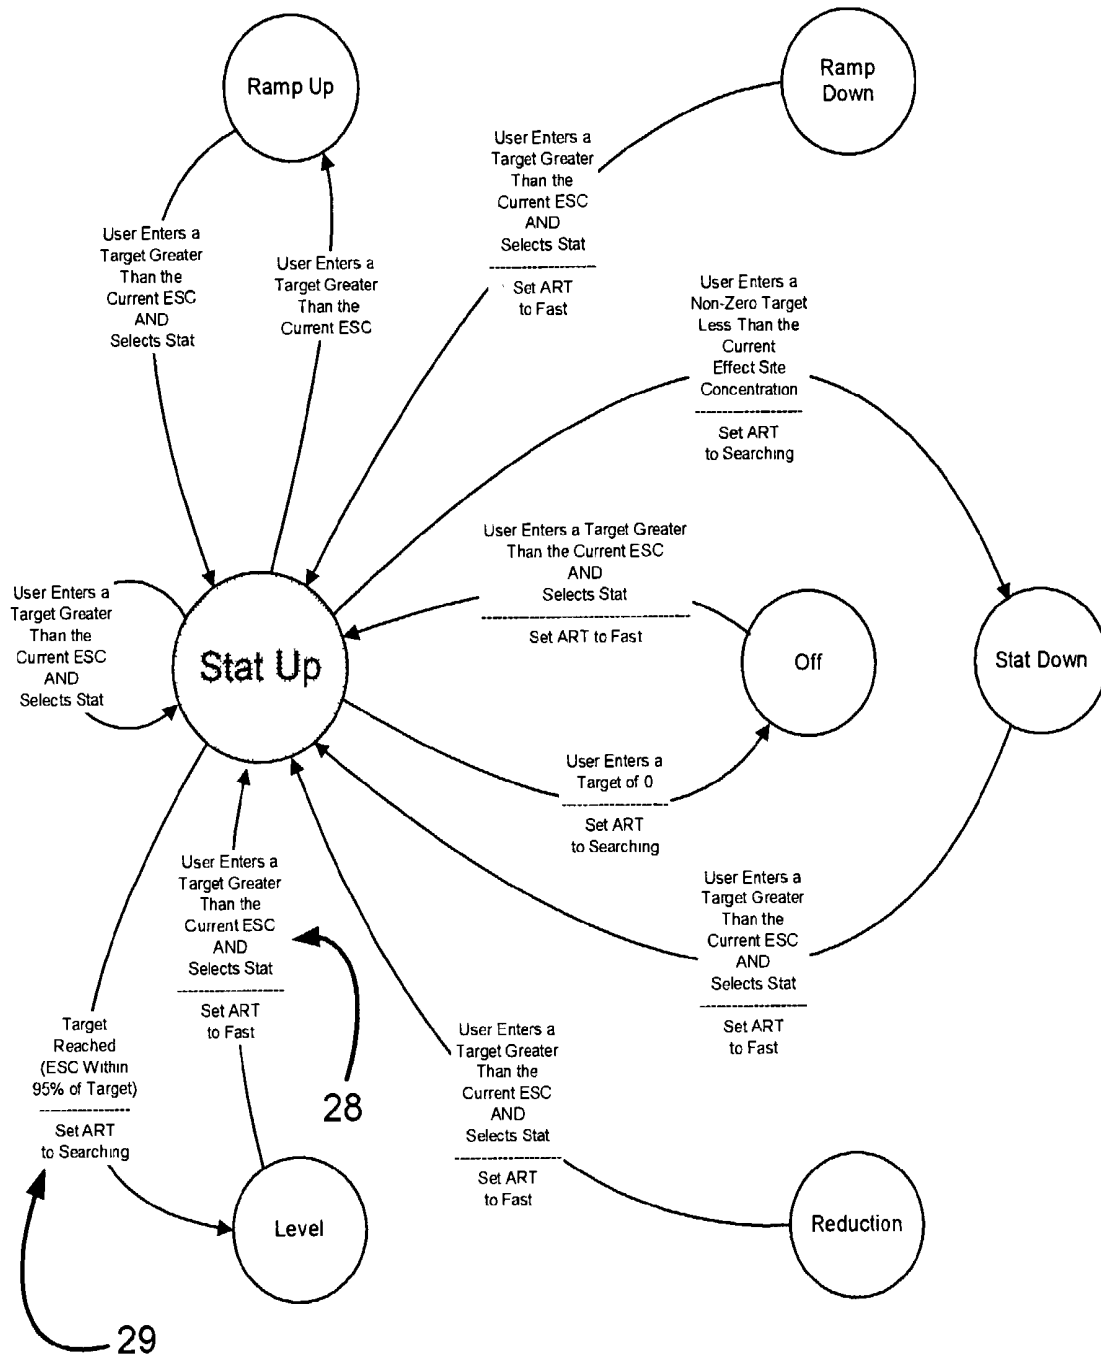 Ramp Up
Ramp
Down
User Enters a
Target Greater
Than the
Current ESC
AND
Selects Stat
Set ART
to Fast
User Enters a
Target Greater
Than the
Current ESC
AND
Selects Stat
User Enters a
Target Greater
Than the
Current ESC
User Enters a
Non-Zero Target
Less Than the
Current
Effect Site
Concentration
Set ART
to Searching
User Enters a Target Greater
Than the Current ESC
AND
Selects Stat
Set ART to Fast
User Enters a
Target Greater
Than the
Current ESC
AND
Selects Stat
Stat Up
Off
Stat Down
User Enters a
Target of 0
Set ART
to Searching
User Enters a
Target Greater
Than the
Current ESC
AND
Selects Stat
Set ART
to Fast
User Enters a
Target Greater
Than the
Current ESC
AND
Selects Stat
Set ART
to Fast
Target
Reached
(ESC Within
95% of Target)
Set ART
to Searching
User Enters a
Target Greater
Than the
Current ESC
AND
Selects Stat
Set ART
to Fast
28
Level
Reduction
29